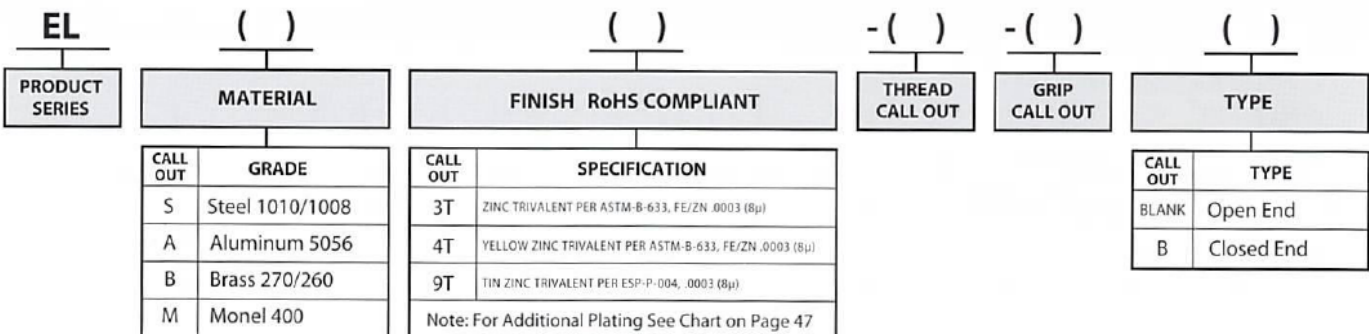 EL ( ) ( ) - ( ) - ( ) ( )
PRODUCT SERIES
MATERIAL
FINISH RoHS COMPLIANT
THREAD CALL OUT
GRIP CALL OUT
TYPE
CALL OUT GRADE
S Steel 1010/1008
A Aluminum 5056
B Brass 270/260
M Monel 400
CALL OUT SPECIFICATION
3T ZINC TRIVALENT PER ASTM-B-633, FE/ZN .0003 (8µ)
4T YELLOW ZINC TRIVALENT PER ASTM-B-633, FE/ZN .0003 (8µ)
9T TIN ZINC TRIVALENT PER ESP-P-004, .0003 (8µ)
Note: For Additional Plating See Chart on Page 47
CALL OUT TYPE
BLANK Open End
B Closed End